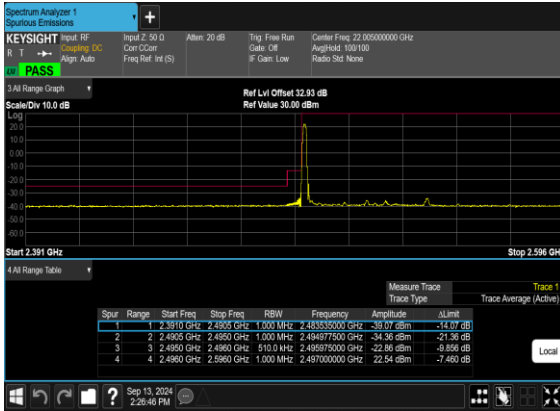 Spectrum Analyzer 1
Spurious Emissions
+
KEYSIGHT Input: RF Input Z: 50 Ω Atten: 20 dB Trig: Free Run Center Freq: 22.005000000 GHz
R T Coupling: DC Corr CCorr Gate: Off Avg|Hold: 100/100
Align: Auto Freq Ref: Int (S) IF Gain: Low Radio Std: None
PASS
3 All Range Graph
Ref Lvl Offset 32.93 dB
Scale/Div 10.0 dB Ref Value 30.00 dBm
Log
20.0
10.0
0.00
-10.0
-20.0
-30.0
-40.0
-50.0
-60.0
Start 2.391 GHz Stop 2.596 GH
4 All Range Table
Measure Trace Trace 1
Trace Type Trace Average (Active)
Spur Range Start Freq Stop Freq RBW Frequency Amplitude ΔLimit
1 1 2.3910 GHz 2.4905 GHz 1.000 MHz 2.483535000 GHz -39.07 dBm -14.07 dB
2 2 2.4905 GHz 2.4950 GHz 1.000 MHz 2.494977500 GHz -34.36 dBm -21.36 dB
3 3 2.4950 GHz 2.4960 GHz 510.0 kHz 2.495975000 GHz -22.86 dBm -9.856 dB
4 4 2.4960 GHz 2.5960 GHz 1.000 MHz 2.497000000 GHz 22.54 dBm -7.460 dB
Local
? Sep 13, 2024
2:26:46 PM